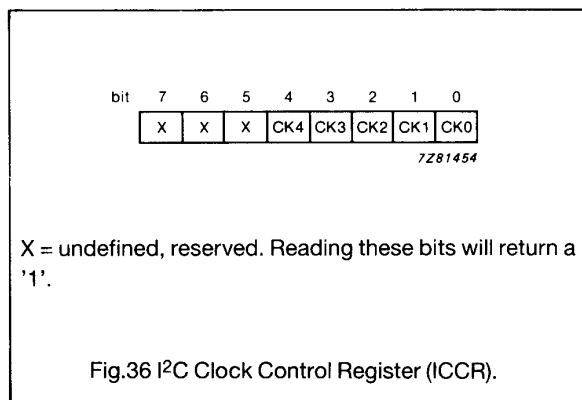 bit 7 6 5 4 3 2 1 0
X X X CK4 CK3 CK2 CK1 CK0
7Z81454
X = undefined, reserved. Reading these bits will return a
'1'.
Fig.36 I²C Clock Control Register (ICCR).